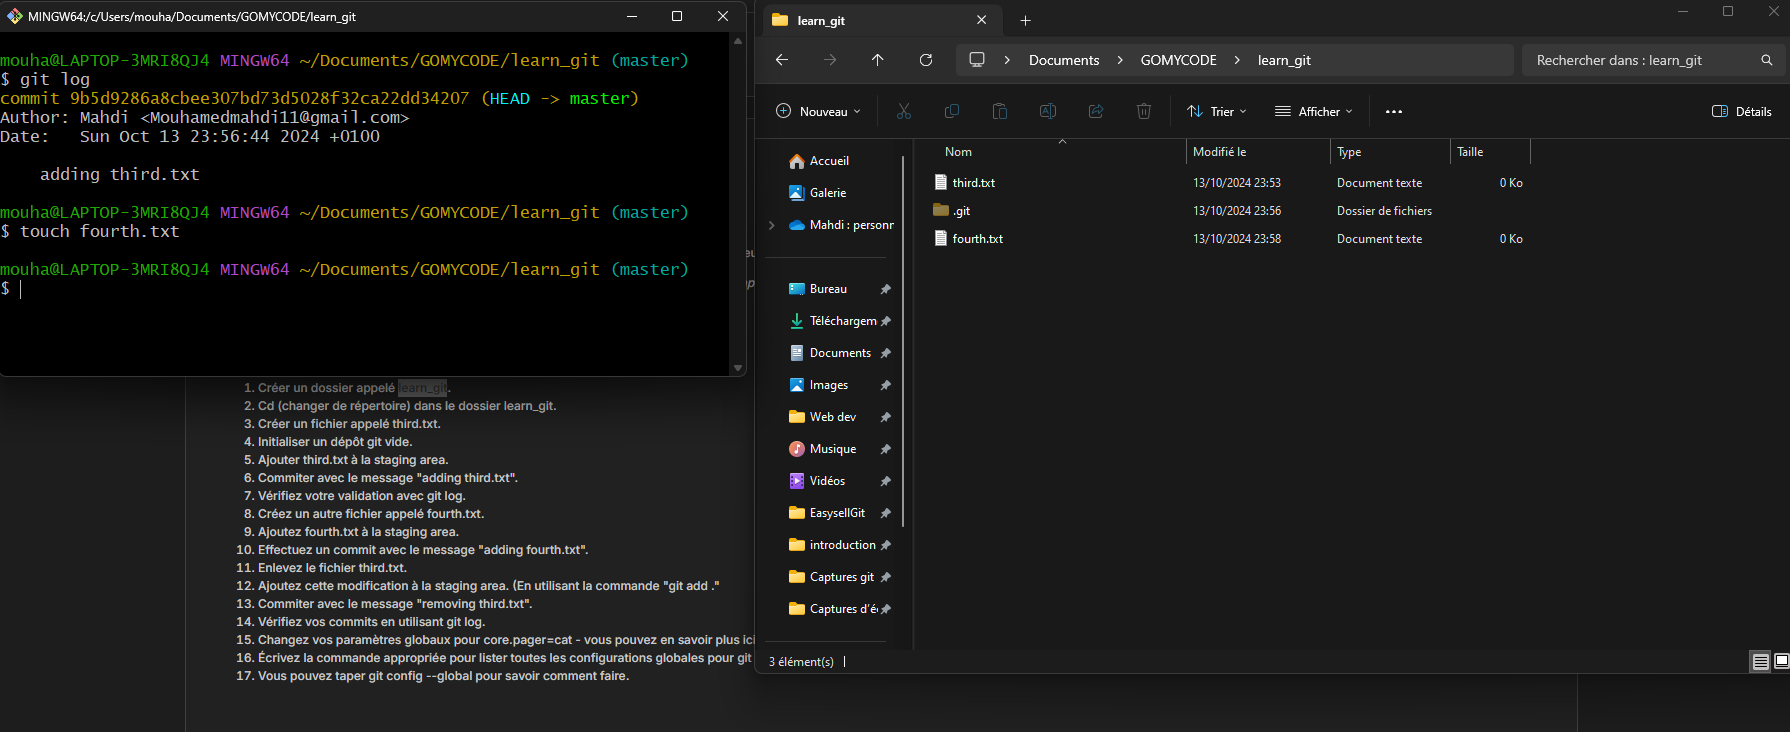 MINGW64:/c/Users/mouha/Documents/GOMYCODE/learn_git
mouha@LAPTOP-3MRI8QJ4 MINGW64 ~/Documents/GOMYCODE/learn_git (master)
$ git log
commit 9b5d9286a8cbee307bd73d5028f32ca22dd34207 (HEAD -> master)
Author: Mahdi <Mouhamedmahdi11@gmail.com>
Date:   Sun Oct 13 23:56:44 2024 +0100
adding third.txt
mouha@LAPTOP-3MRI8QJ4 MINGW64 ~/Documents/GOMYCODE/learn_git (master)
$ touch fourth.txt
mouha@LAPTOP-3MRI8QJ4 MINGW64 ~/Documents/GOMYCODE/learn_git (master)
$
1. Créer un dossier appelé learn_git.
2. Cd (changer de répertoire) dans le dossier learn_git.
3. Créer un fichier appelé third.txt.
4. Initialiser un dépôt git vide.
5. Ajouter third.txt à la staging area.
6. Commiter avec le message "adding third.txt".
7. Vérifiez votre validation avec git log.
8. Créez un autre fichier appelé fourth.txt.
9. Ajoutez fourth.txt à la staging area.
10. Effectuez un commit avec le message "adding fourth.txt".
11. Enlevez le fichier third.txt.
12. Ajoutez cette modification à la staging area. (En utilisant la commande "git add ."
13. Commiter avec le message "removing third.txt".
14. Vérifiez vos commits en utilisant git log.
15. Changez vos paramètres globaux pour core.pager=cat - vous pouvez en savoir plus ici
16. Écrivez la commande appropriée pour lister toutes les configurations globales pour git
17. Vous pouvez taper git config --global pour savoir comment faire.
learn_git
Documents > GOMYCODE > learn_git
Rechercher dans : learn_git
Nouveau
Trier
Afficher
Détails
Accueil
Galerie
Mahdi : personn
Bureau
Téléchargem
Documents
Images
Web dev
Musique
Vidéos
EasysellGit
introduction
Captures git
Captures d'é
Nom Modifié le Type Taille
third.txt 13/10/2024 23:53 Document texte 0 Ko
.git 13/10/2024 23:56 Dossier de fichiers
fourth.txt 13/10/2024 23:58 Document texte 0 Ko
3 élément(s)